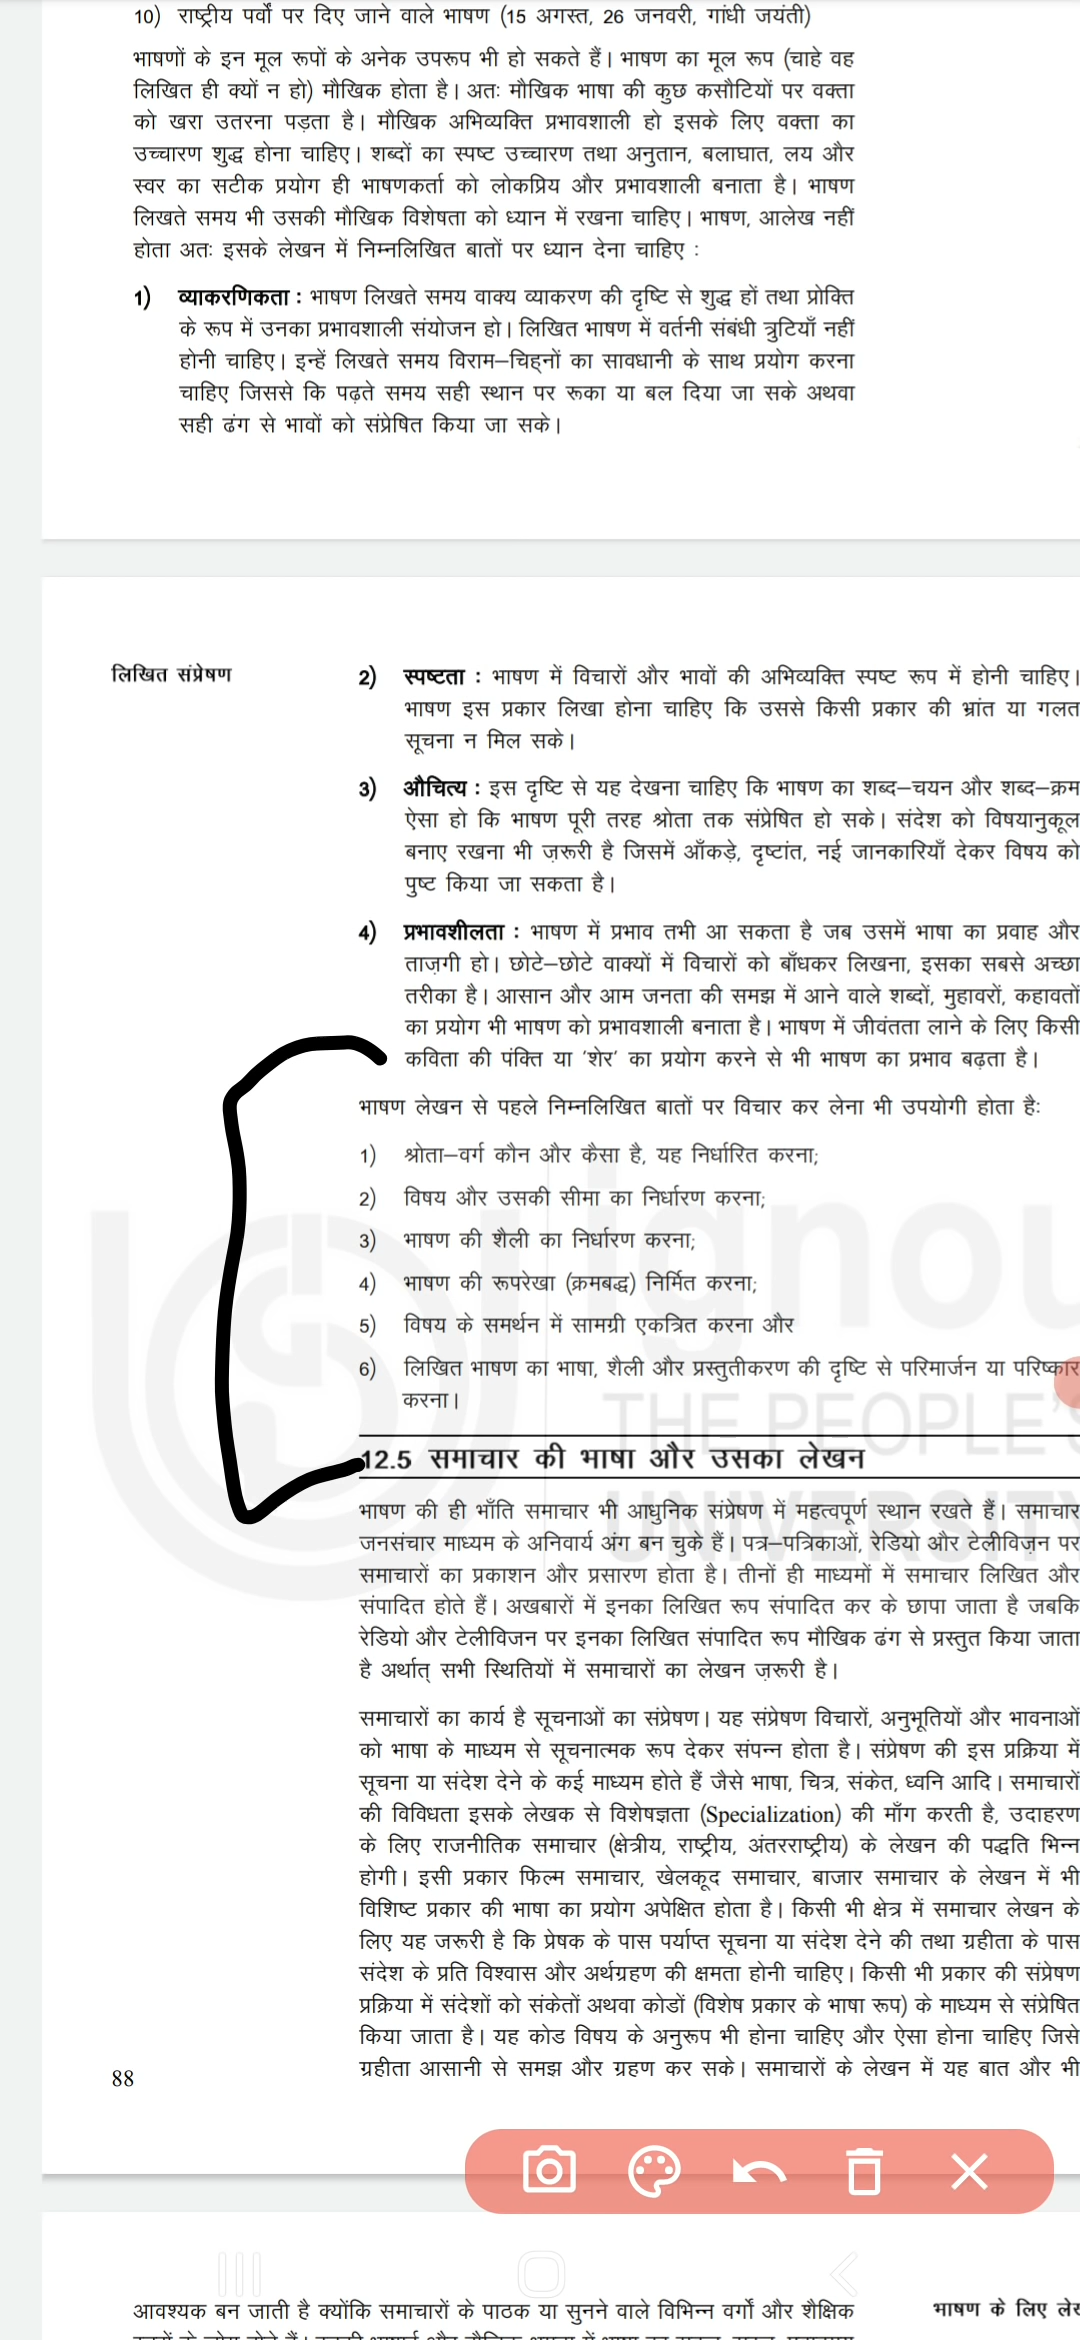 10) राष्ट्रीय पर्वों पर दिए जाने वाले भाषण (15 अगस्त, 26 जनवरी, गांधी जयंती)
भाषणों के इन मूल रूपों के अनेक उपरूप भी हो सकते हैं। भाषण का मूल रूप (चाहे वह
लिखित ही क्यों न हो) मौखिक होता है। अतः मौखिक भाषा की कुछ कसौटियों पर वक्ता
को खरा उतरना पड़ता है। मौखिक अभिव्यक्ति प्रभावशाली हो इसके लिए वक्ता का
उच्चारण शुद्ध होना चाहिए। शब्दों का स्पष्ट उच्चारण तथा अनुतान, बलाघात, लय और
स्वर का सटीक प्रयोग ही भाषणकर्ता को लोकप्रिय और प्रभावशाली बनाता है। भाषण
लिखते समय भी उसकी मौखिक विशेषता को ध्यान में रखना चाहिए। भाषण, आलेख नहीं
होता अतः इसके लेखन में निम्नलिखित बातों पर ध्यान देना चाहिए :
1) व्याकरणिकता : भाषण लिखते समय वाक्य व्याकरण की दृष्टि से शुद्ध हों तथा प्रोक्ति
के रूप में उनका प्रभावशाली संयोजन हो। लिखित भाषण में वर्तनी संबंधी त्रुटियाँ नहीं
होनी चाहिए। इन्हें लिखते समय विराम–चिह्नों का सावधानी के साथ प्रयोग करना
चाहिए जिससे कि पढ़ते समय सही स्थान पर रूका या बल दिया जा सके अथवा
सही ढंग से भावों को संप्रेषित किया जा सके।
लिखित संप्रेषण
2) स्पष्टता : भाषण में विचारों और भावों की अभिव्यक्ति स्पष्ट रूप में होनी चाहिए।
भाषण इस प्रकार लिखा होना चाहिए कि उससे किसी प्रकार की भ्रांत या गलत
सूचना न मिल सके।
3) औचित्य : इस दृष्टि से यह देखना चाहिए कि भाषण का शब्द–चयन और शब्द–क्रम
ऐसा हो कि भाषण पूरी तरह श्रोता तक संप्रेषित हो सके। संदेश को विषयानुकूल
बनाए रखना भी ज़रूरी है जिसमें आँकड़े, दृष्टांत, नई जानकारियाँ देकर विषय को
पुष्ट किया जा सकता है।
4) प्रभावशीलता : भाषण में प्रभाव तभी आ सकता है जब उसमें भाषा का प्रवाह और
ताज़गी हो। छोटे–छोटे वाक्यों में विचारों को बाँधकर लिखना, इसका सबसे अच्छा
तरीका है। आसान और आम जनता की समझ में आने वाले शब्दों, मुहावरों, कहावतों
का प्रयोग भी भाषण को प्रभावशाली बनाता है। भाषण में जीवंतता लाने के लिए किसी
कविता की पंक्ति या 'शेर' का प्रयोग करने से भी भाषण का प्रभाव बढ़ता है।
भाषण लेखन से पहले निम्नलिखित बातों पर विचार कर लेना भी उपयोगी होता हैः
1) श्रोता–वर्ग कौन और कैसा है, यह निर्धारित करना;
2) विषय और उसकी सीमा का निर्धारण करना;
3) भाषण की शैली का निर्धारण करना;
4) भाषण की रूपरेखा (क्रमबद्ध) निर्मित करना;
5) विषय के समर्थन में सामग्री एकत्रित करना और
6) लिखित भाषण का भाषा, शैली और प्रस्तुतीकरण की दृष्टि से परिमार्जन या परिष्कार
करना।
ignou
THE PEOPLE'S
UNIVERSITY
12.5 समाचार की भाषा और उसका लेखन
भाषण की ही भाँति समाचार भी आधुनिक संप्रेषण में महत्वपूर्ण स्थान रखते हैं। समाचार
जनसंचार माध्यम के अनिवार्य अंग बन चुके हैं। पत्र–पत्रिकाओं, रेडियो और टेलीविज़न पर
समाचारों का प्रकाशन और प्रसारण होता है। तीनों ही माध्यमों में समाचार लिखित और
संपादित होते हैं। अखबारों में इनका लिखित रूप संपादित कर के छापा जाता है जबकि
रेडियो और टेलीविजन पर इनका लिखित संपादित रूप मौखिक ढंग से प्रस्तुत किया जाता
है अर्थात् सभी स्थितियों में समाचारों का लेखन ज़रूरी है।
समाचारों का कार्य है सूचनाओं का संप्रेषण। यह संप्रेषण विचारों, अनुभूतियों और भावनाओं
को भाषा के माध्यम से सूचनात्मक रूप देकर संपन्न होता है। संप्रेषण की इस प्रक्रिया में
सूचना या संदेश देने के कई माध्यम होते हैं जैसे भाषा, चित्र, संकेत, ध्वनि आदि। समाचारों
की विविधता इसके लेखक से विशेषज्ञता (Specialization) की माँग करती है, उदाहरण
के लिए राजनीतिक समाचार (क्षेत्रीय, राष्ट्रीय, अंतरराष्ट्रीय) के लेखन की पद्धति भिन्न
होगी। इसी प्रकार फिल्म समाचार, खेलकूद समाचार, बाजार समाचार के लेखन में भी
विशिष्ट प्रकार की भाषा का प्रयोग अपेक्षित होता है। किसी भी क्षेत्र में समाचार लेखन के
लिए यह जरूरी है कि प्रेषक के पास पर्याप्त सूचना या संदेश देने की तथा ग्रहीता के पास
संदेश के प्रति विश्वास और अर्थग्रहण की क्षमता होनी चाहिए। किसी भी प्रकार की संप्रेषण
प्रक्रिया में संदेशों को संकेतों अथवा कोडों (विशेष प्रकार के भाषा रूप) के माध्यम से संप्रेषित
किया जाता है। यह कोड विषय के अनुरूप भी होना चाहिए और ऐसा होना चाहिए जिसे
ग्रहीता आसानी से समझ और ग्रहण कर सके। समाचारों के लेखन में यह बात और भी
88
आवश्यक बन जाती है क्योंकि समाचारों के पाठक या सुनने वाले विभिन्न वर्गों और शैक्षिक
भाषण के लिए